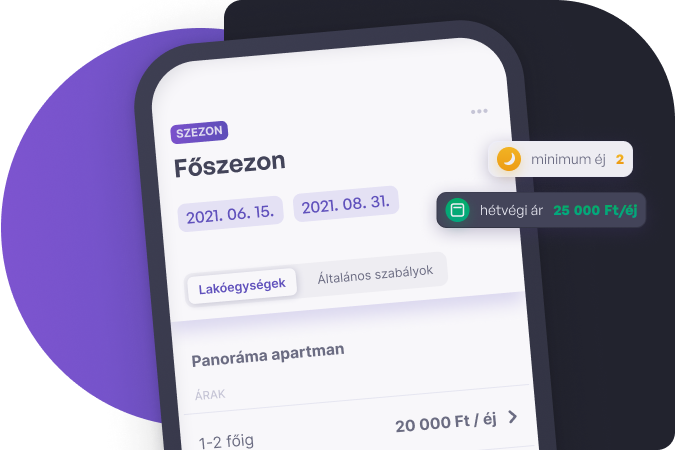 SZEZON
Főszezon
minimum éj 2
2021. 06. 15. 2021. 08. 31.
hétvégi ár 25 000 Ft/éj
Lakóegységek Általános szabályok
Panoráma apartman
ÁRAK
1-2 főig 20 000 Ft / éj